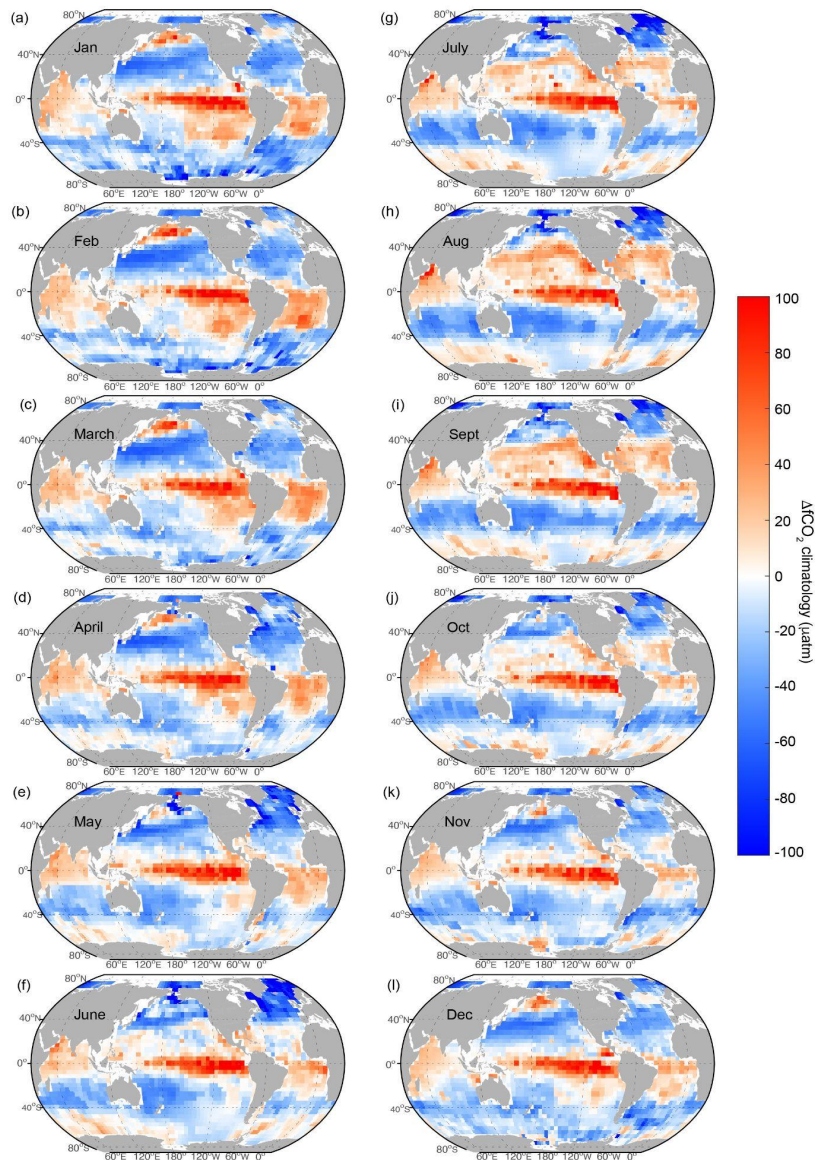 (a)
80°N
40°N
Jan
0°
40°S
80°S
60°E 120°E 180° 120°W 60°W 0°
(b)
80°N
40°N
Feb
0°
40°S
80°S
60°E 120°E 180° 120°W 60°W 0°
(c)
80°N
40°N
March
0°
40°S
80°S
60°E 120°E 180° 120°W 60°W 0°
(d)
80°N
40°N
April
0°
40°S
80°S
60°E 120°E 180° 120°W 60°W 0°
(e)
80°N
40°N
May
0°
40°S
80°S
60°E 120°E 180° 120°W 60°W 0°
(f)
80°N
40°N
June
0°
40°S
80°S
60°E 120°E 180° 120°W 60°W 0°
(g)
80°N
40°N
July
0°
40°S
80°S
60°E 120°E 180° 120°W 60°W 0°
(h)
80°N
40°N
Aug
0°
40°S
80°S
60°E 120°E 180° 120°W 60°W 0°
(i)
80°N
40°N
Sept
0°
40°S
80°S
60°E 120°E 180° 120°W 60°W 0°
(j)
80°N
40°N
Oct
0°
40°S
80°S
60°E 120°E 180° 120°W 60°W 0°
(k)
80°N
40°N
Nov
0°
40°S
80°S
60°E 120°E 180° 120°W 60°W 0°
(l)
80°N
40°N
Dec
0°
40°S
80°S
60°E 120°E 180° 120°W 60°W 0°
100
80
60
40
20
0
-20
-40
-60
-80
-100
ΔfCO₂ climatology (µatm)